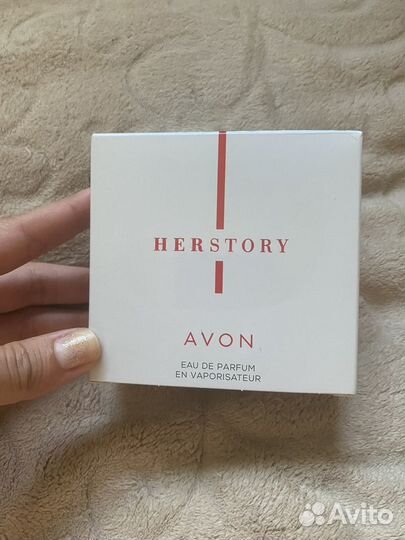 HERSTORY
AVON
EAU DE PARFUM
EN VAPORISATEUR
Avito